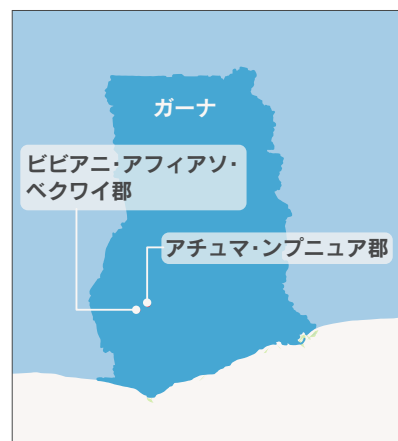 ガーナ
ビビアニ・アフィアソ・
ベクワイ郡
アチュマ・ンプニュア郡